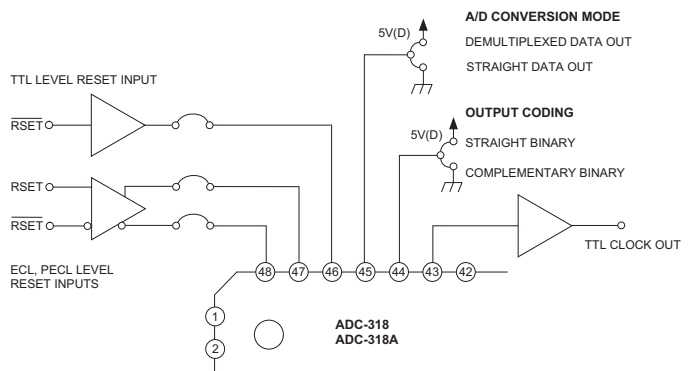 A/D CONVERSION MODE
5V(D)
DEMULTIPLEXED DATA OUT
STRAIGHT DATA OUT
TTL LEVEL RESET INPUT
RSET
OUTPUT CODING
5V(D)
STRAIGHT BINARY
COMPLEMENTARY BINARY
RSET
RSET
TTL CLOCK OUT
ECL, PECL LEVEL
RESET INPUTS
48 47 46 45 44 43 42
1
2
ADC-318
ADC-318A